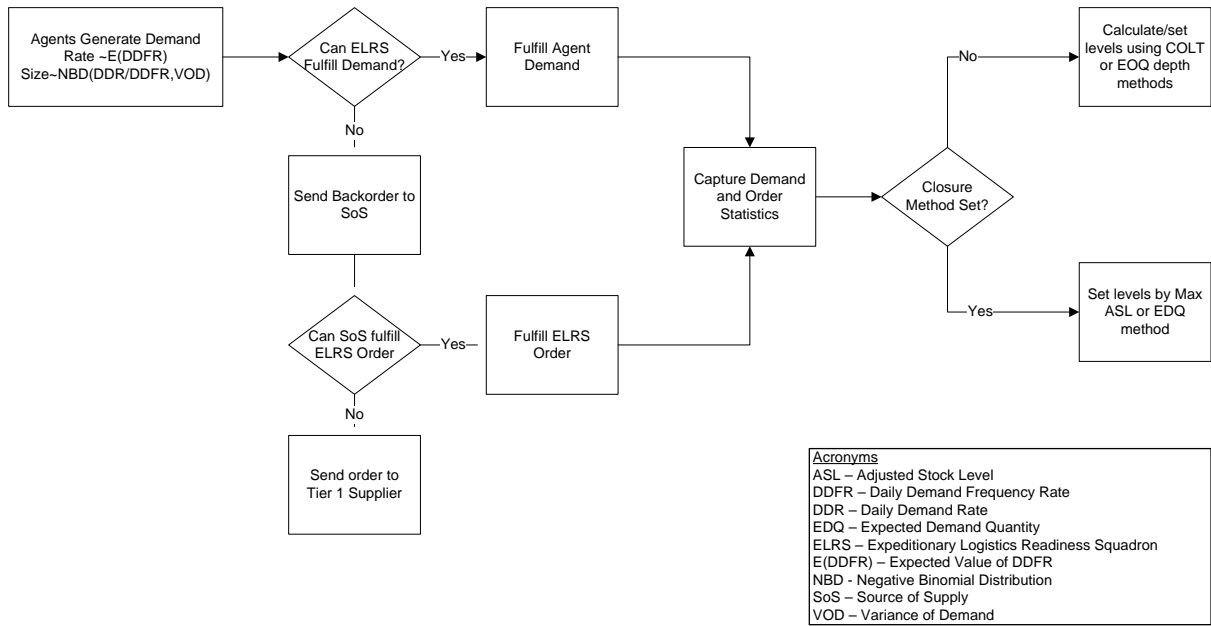 Agents Generate Demand
Rate ~E(DDFR)
Size~NBD(DDR/DDFR,VOD)
Can ELRS
Fulfill Demand?
Yes
Fulfill Agent
Demand
No
Send Backorder to
SoS
Can SoS fulfill
ELRS Order
Yes
Fulfill ELRS
Order
No
Send order to
Tier 1 Supplier
Capture Demand
and Order
Statistics
Closure
Method Set?
No
Calculate/set
levels using COLT
or EOQ depth
methods
Yes
Set levels by Max
ASL or EDQ
method
Acronyms
ASL – Adjusted Stock Level
DDFR – Daily Demand Frequency Rate
DDR – Daily Demand Rate
EDQ – Expected Demand Quantity
ELRS – Expeditionary Logistics Readiness Squadron
E(DDFR) – Expected Value of DDFR
NBD - Negative Binomial Distribution
SoS – Source of Supply
VOD – Variance of Demand